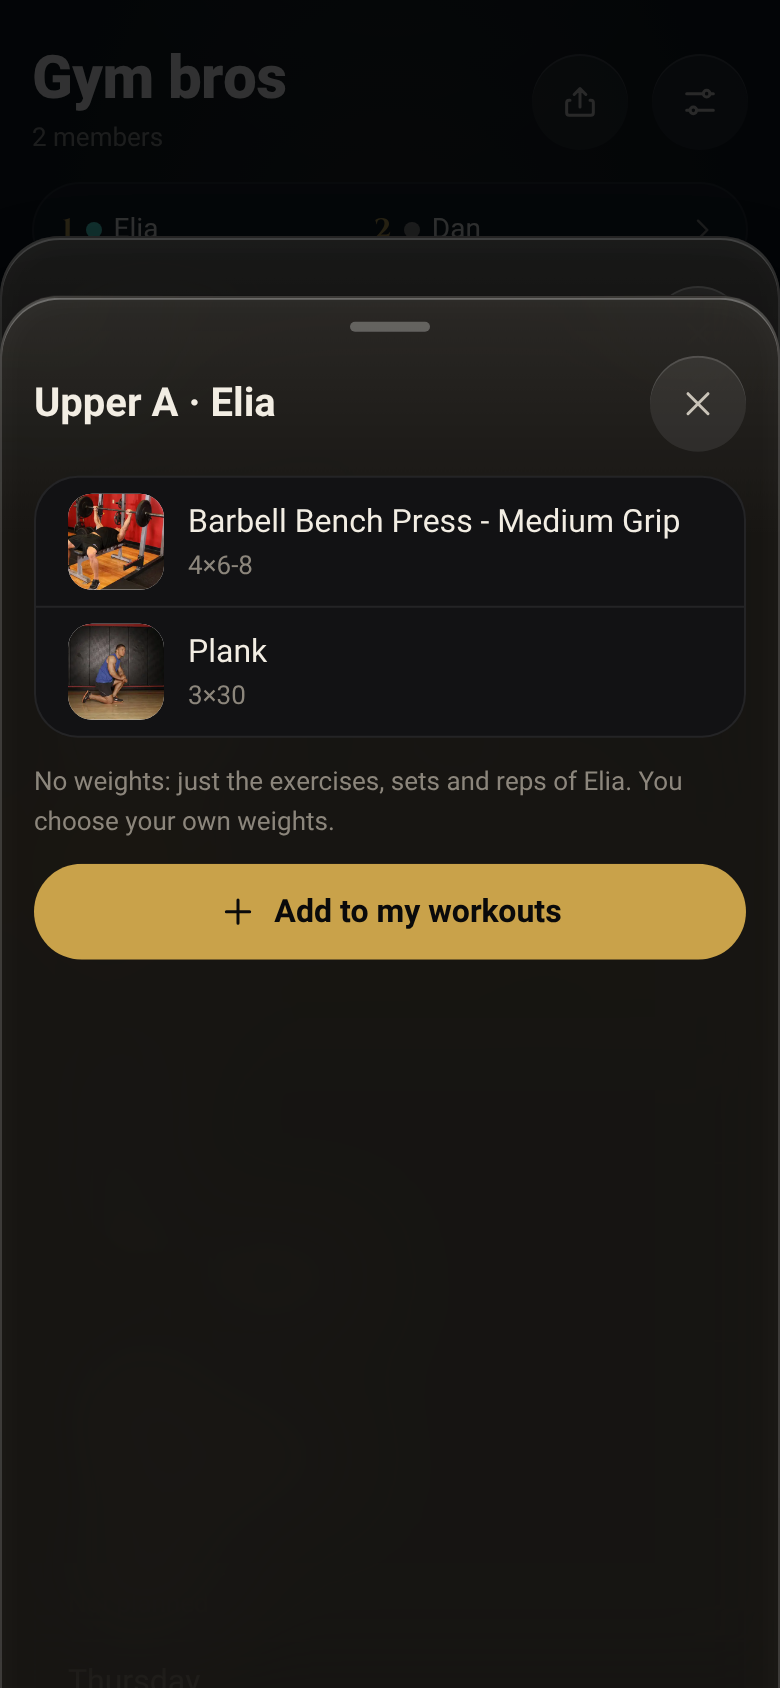 Gym bros
2 members
1 Elia 2 Dan
Upper A · Elia
Barbell Bench Press - Medium Grip
4×6-8
Plank
3×30
No weights: just the exercises, sets and reps of Elia. You
choose your own weights.
Add to my workouts
Thursday